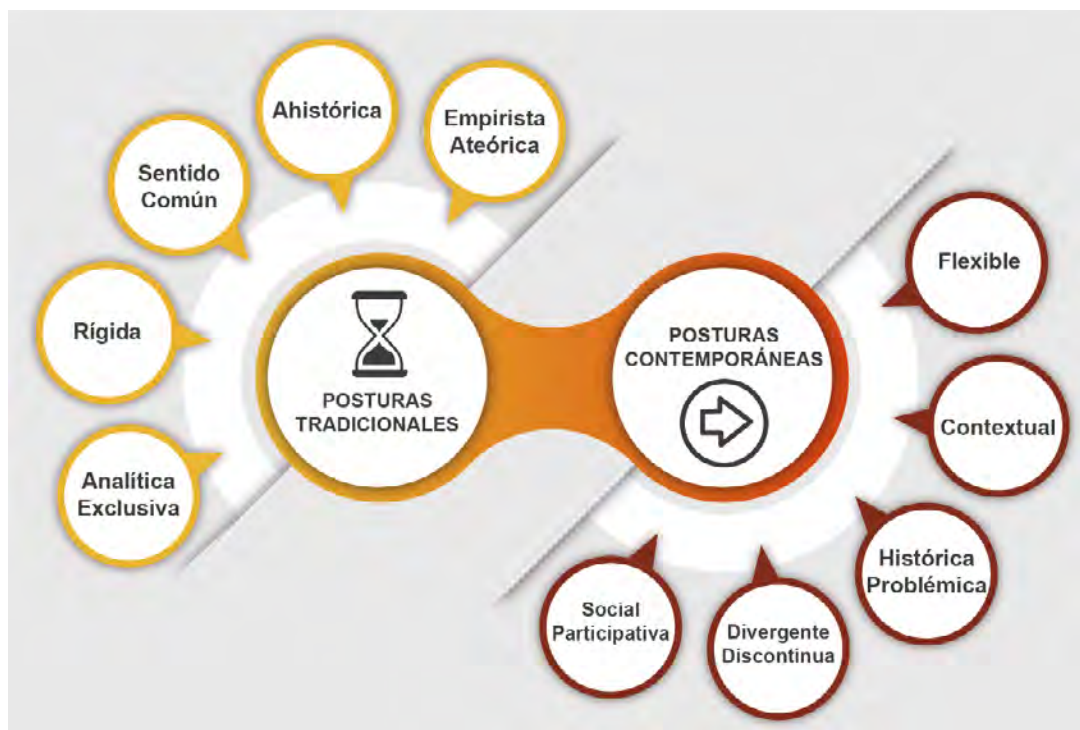 Ahistórica
Empirista
Ateórica
Sentido
Común
Rígida
Analítica
Exclusiva
POSTURAS
TRADICIONALES
POSTURAS
CONTEMPORÁNEAS
Flexible
Contextual
Histórica
Problémica
Divergente
Discontinua
Social
Participativa